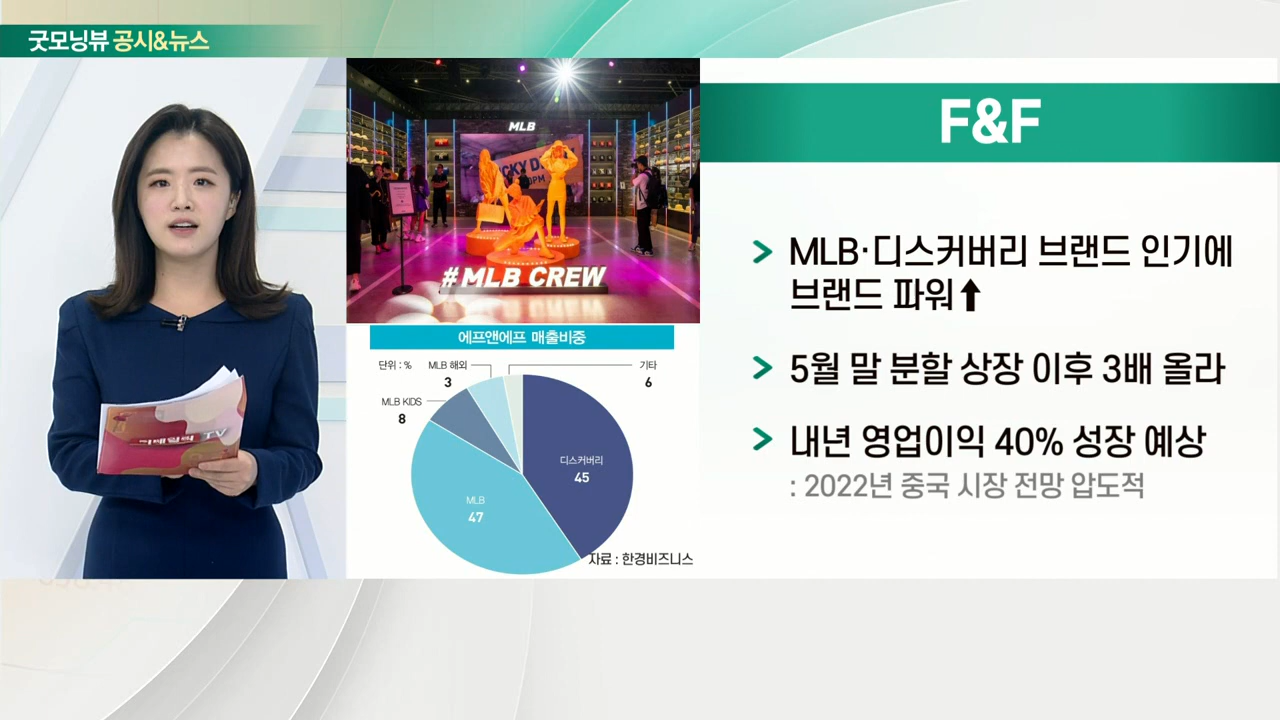 굿모닝뷰 공시&뉴스
MLB
#MLB CREW
에프앤에프 매출비중
단위 : %
MLB 해외
3
기타
6
MLB KIDS
8
디스커버리
45
MLB
47
자료 : 한경비즈니스
F&F
MLB·디스커버리 브랜드 인기에
브랜드 파워⬆
5월 말 분할 상장 이후 3배 올라
내년 영업이익 40% 성장 예상
: 2022년 중국 시장 전망 압도적